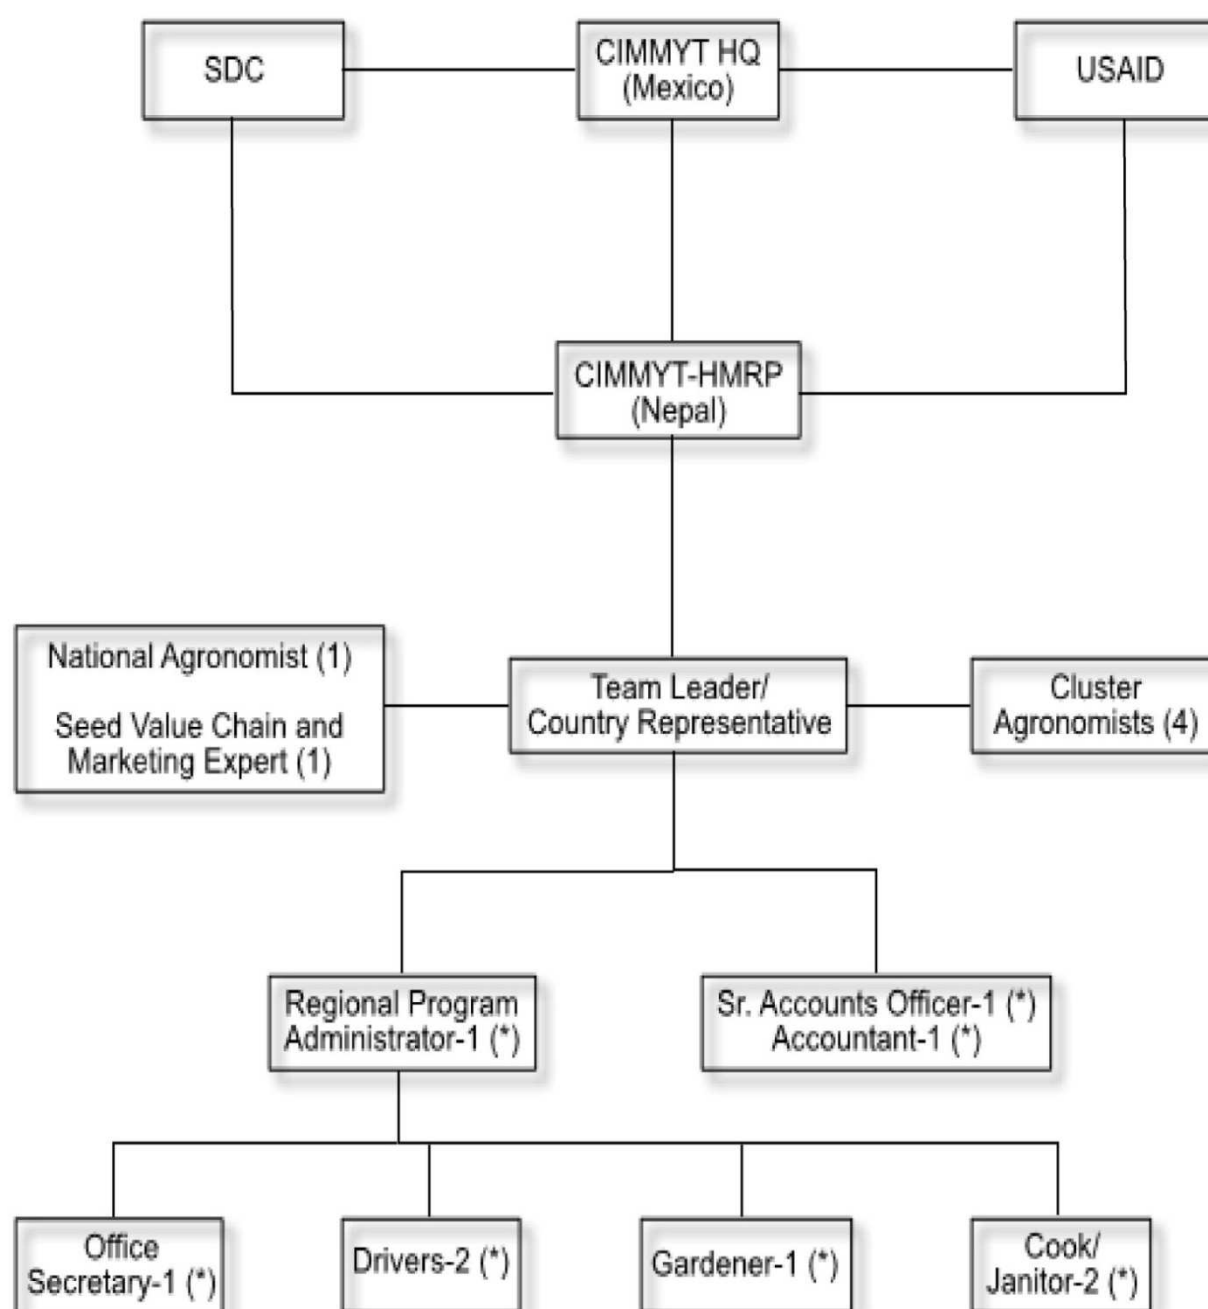 SDC
CIMMYT HQ
(Mexico)
USAID
CIMMYT-HMRP
(Nepal)
National Agronomist (1)
Seed Value Chain and
Marketing Expert (1)
Team Leader/
Country Representative
Cluster
Agronomists (4)
Regional Program
Administrator-1 (*)
Sr. Accounts Officer-1 (*)
Accountant-1 (*)
Office
Secretary-1 (*)
Drivers-2 (*)
Gardener-1 (*)
Cook/
Janitor-2 (*)